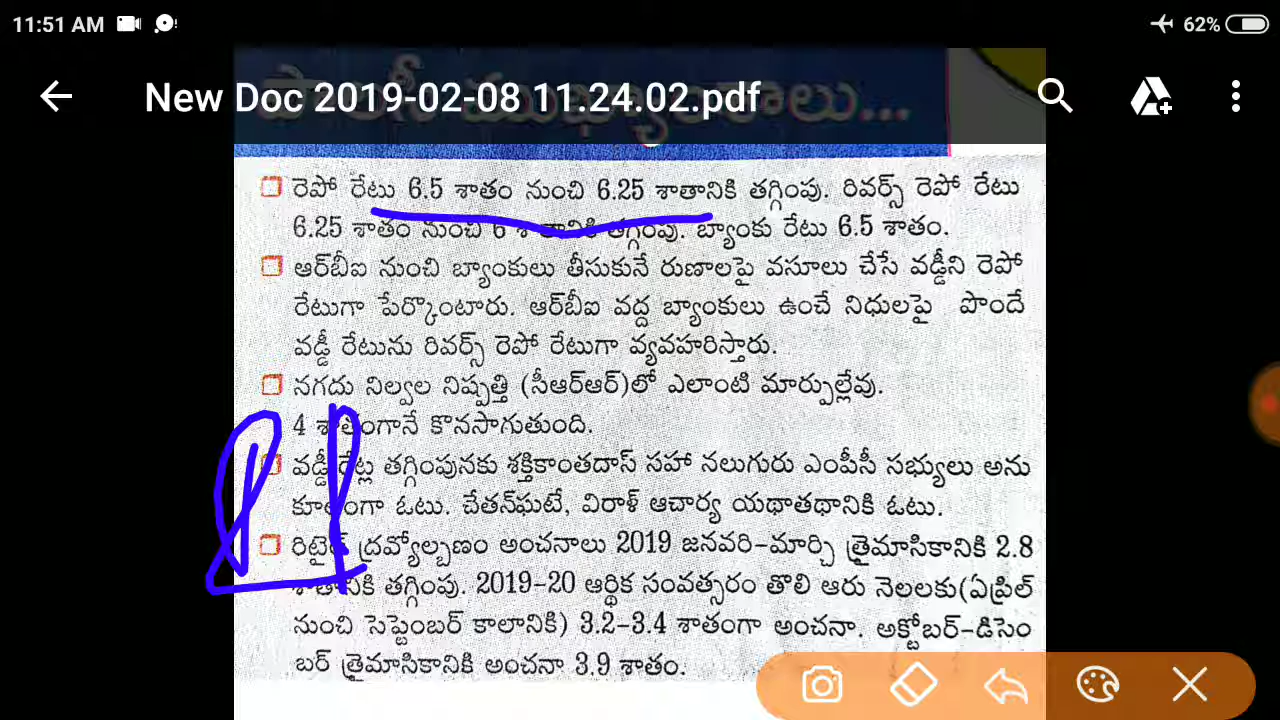 11:51 AM 62%
New Doc 2019-02-08 11.24.02.pdf
పాలసీ ముఖ్యాంశాలు...
రెపో రేటు 6.5 శాతం నుంచి 6.25 శాతానికి తగ్గింపు. రివర్స్ రెపో రేటు
6.25 శాతం నుంచి 6 శాతానికి తగ్గింపు. బ్యాంకు రేటు 6.5 శాతం.
ఆర్‌బీఐ నుంచి బ్యాంకులు తీసుకునే రుణాలపై వసూలు చేసే వడ్డీని రెపో
రేటుగా పేర్కొంటారు. ఆర్‌బీఐ వద్ద బ్యాంకులు ఉంచే నిధులపై పొందే
వడ్డీ రేటును రివర్స్ రెపో రేటుగా వ్యవహరిస్తారు.
నగదు నిల్వల నిష్పత్తి (సీఆర్‌ఆర్)లో ఎలాంటి మార్పుల్లేవు.
4 శాతంగానే కొనసాగుతుంది.
వడ్డీ రేట్ల తగ్గింపునకు శక్తికాంతదాస్ సహా నలుగురు ఎంపీసీ సభ్యులు అను
కూలంగా ఓటు. చేతన్‌ఘటే, విరాళ్ ఆచార్య యథాతథానికి ఓటు.
రిటైల్ ద్రవ్యోల్బణం అంచనాలు 2019 జనవరి-మార్చి త్రైమాసికానికి 2.8
శాతానికి తగ్గింపు. 2019-20 ఆర్థిక సంవత్సరం తొలి ఆరు నెలలకు(ఏప్రిల్
నుంచి సెప్టెంబర్ కాలానికి) 3.2-3.4 శాతంగా అంచనా. అక్టోబర్-డిసెం
బర్ త్రైమాసికానికి అంచనా 3.9 శాతం.